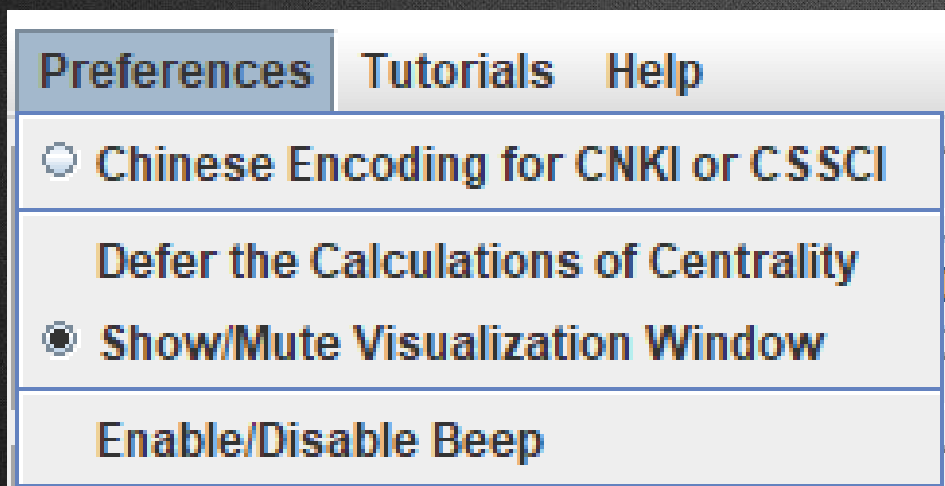 Preferences Tutorials Help
Chinese Encoding for CNKI or CSSCI
Defer the Calculations of Centrality
Show/Mute Visualization Window
Enable/Disable Beep